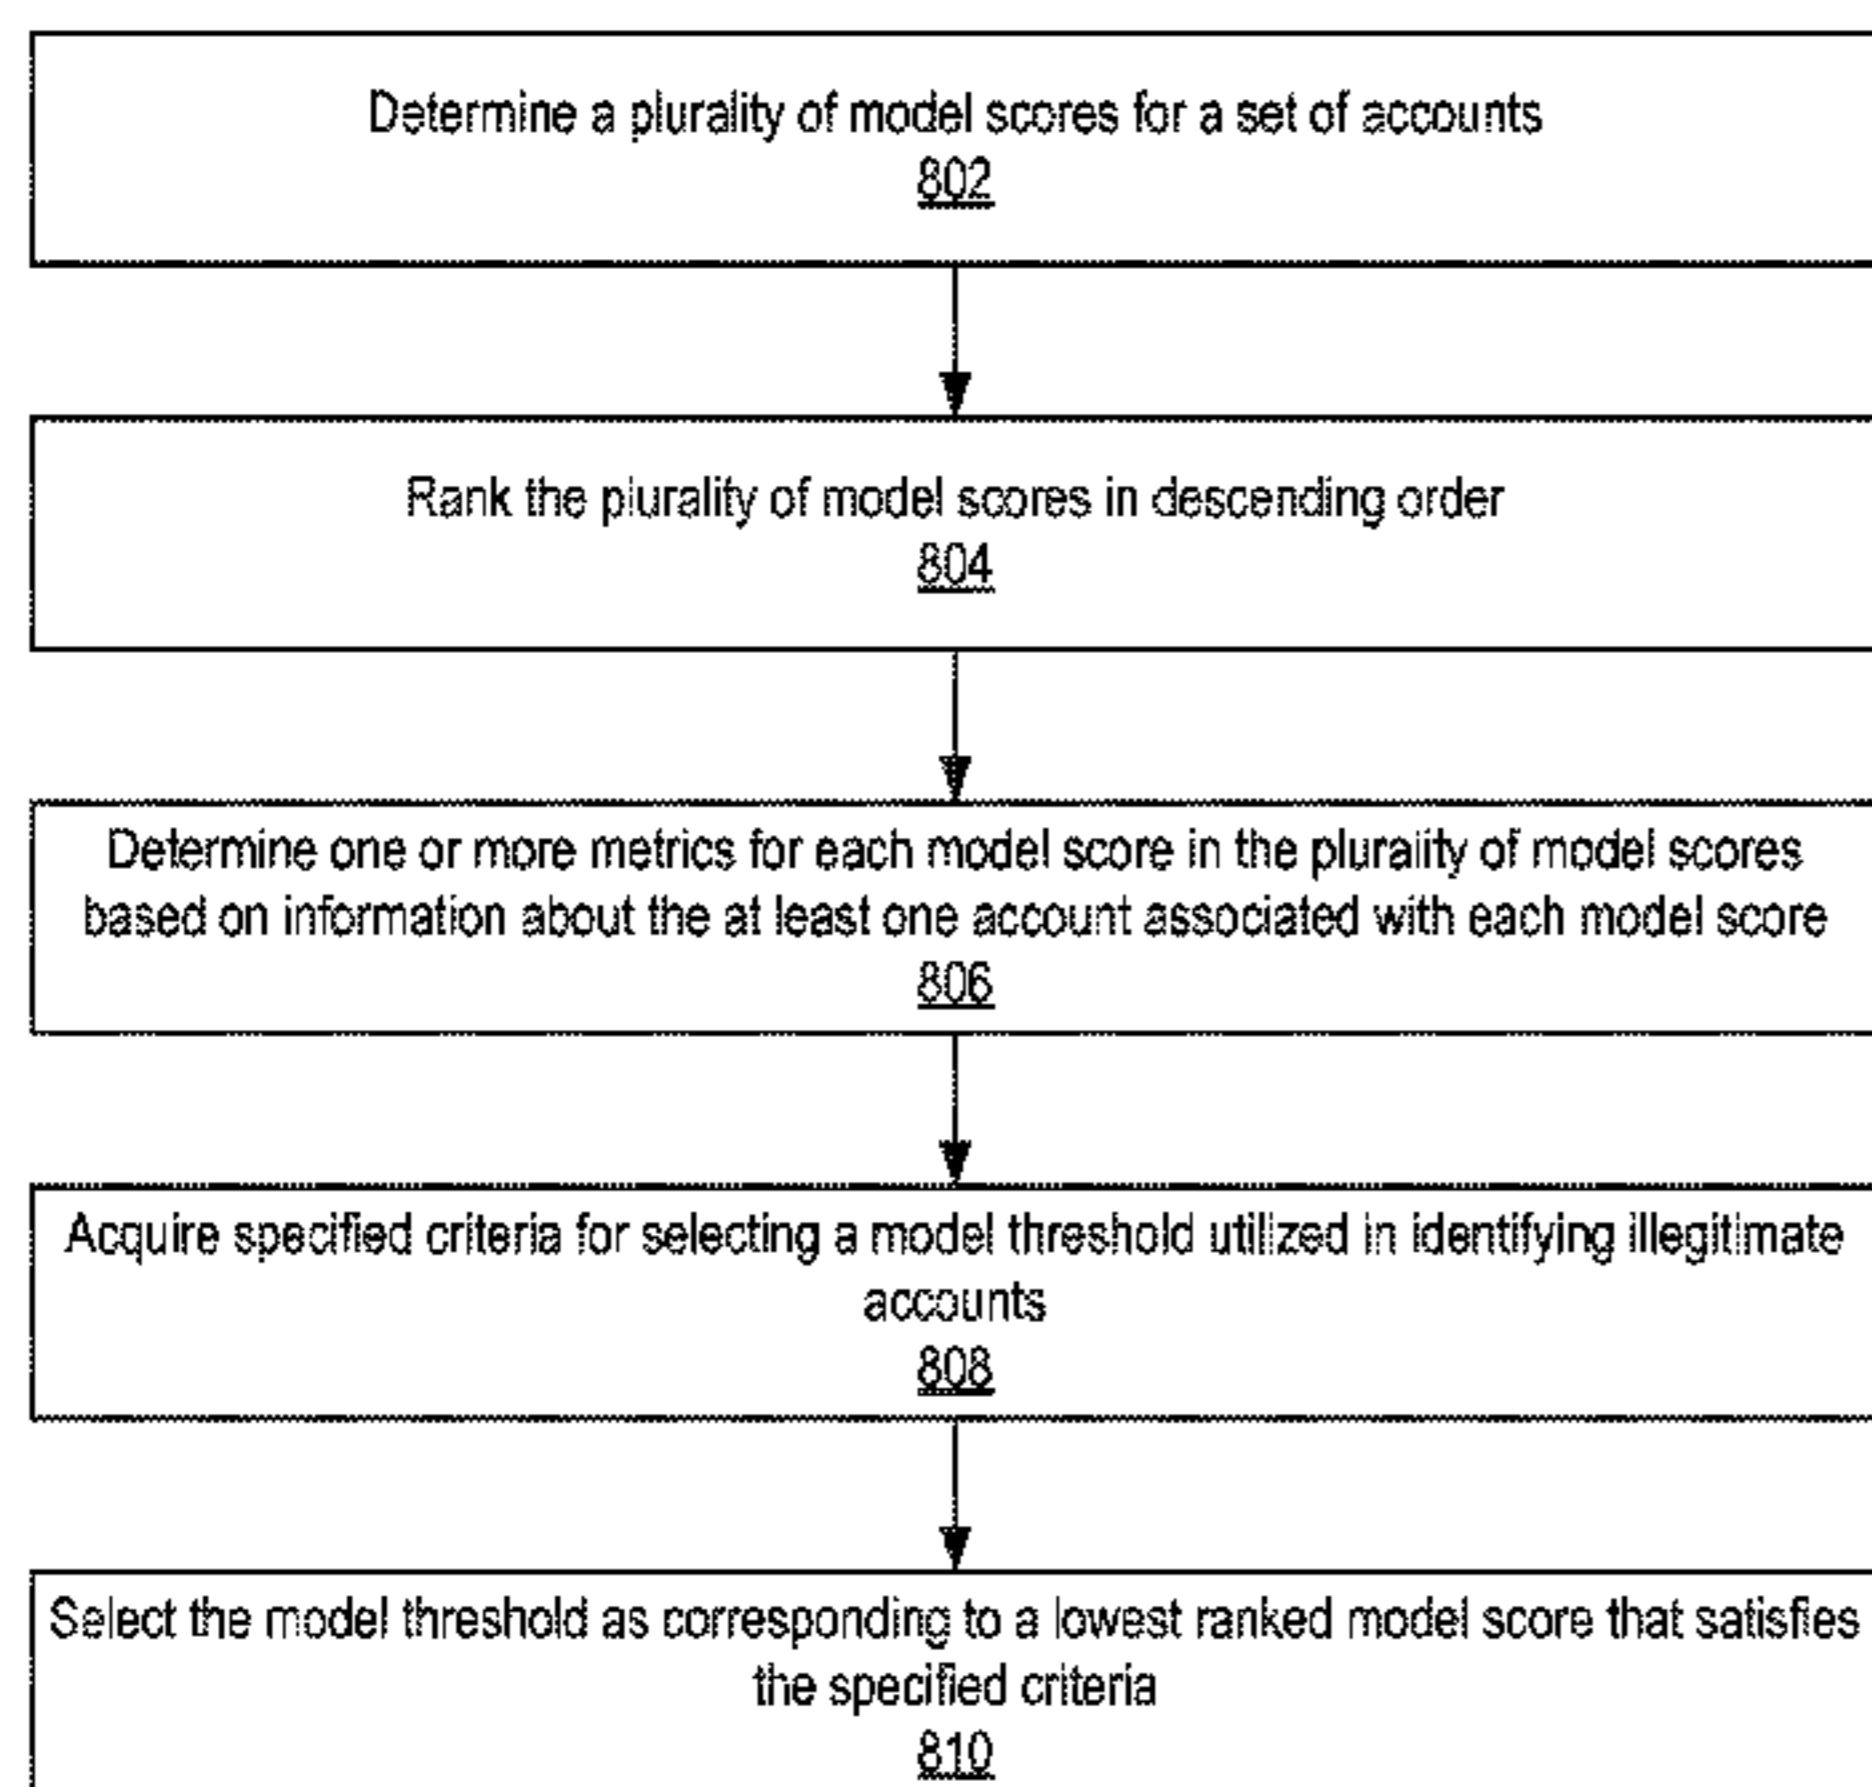 Determine a plurality of model scores for a set of accounts
802
Rank the plurality of model scores in descending order
804
Determine one or more metrics for each model score in the plurality of model scores
based on information about the at least one account associated with each model score
806
Acquire specified criteria for selecting a model threshold utilized in identifying illegitimate
accounts
808
Select the model threshold as corresponding to a lowest ranked model score that satisfies
the specified criteria
810